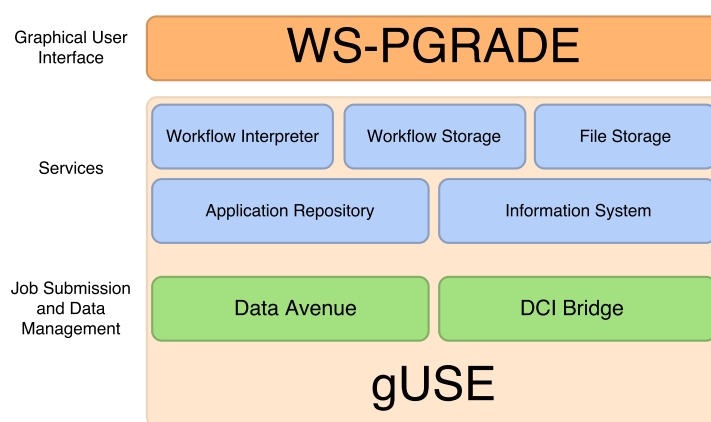 Graphical User
Interface
WS-PGRADE
Services
Workflow Interpreter
Workflow Storage
File Storage
Application Repository
Information System
Job Submission
and Data
Management
Data Avenue
DCI Bridge
gUSE